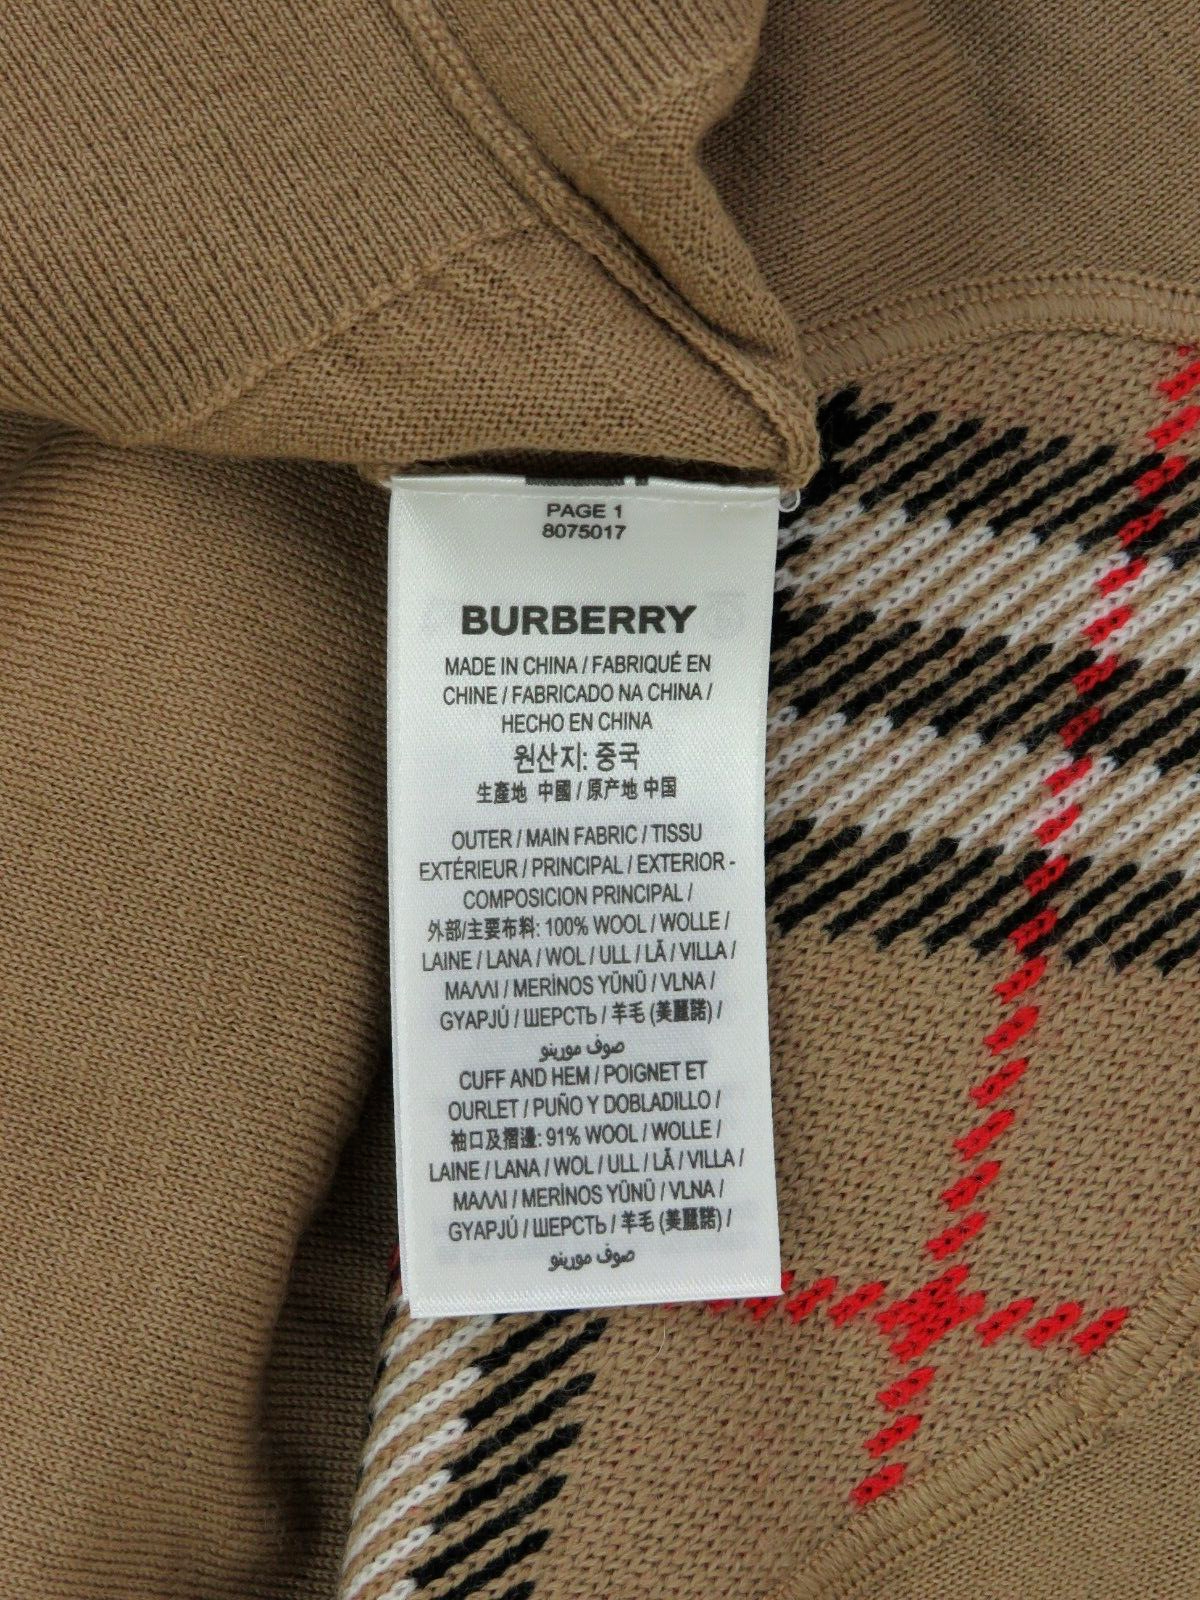 PAGE 1
8075017
BURBERRY
MADE IN CHINA / FABRIQUÉ EN
CHINE / FABRICADO NA CHINA /
HECHO EN CHINA
원산지: 중국
生產地 中國 / 原产地 中国
OUTER / MAIN FABRIC / TISSU
EXTÉRIEUR / PRINCIPAL / EXTERIOR -
COMPOSICION PRINCIPAL /
外部/主要布料: 100% WOOL / WOLLE /
LAINE / LANA / WOL / ULL / LÃ / VILLA /
ΜΑΛΛΙ / MERİNOS YÜNÜ / VLNA /
GYAPJÚ / ШЕРСТЬ / 羊毛 (美麗諾) /
صوف مورينو
CUFF AND HEM / POIGNET ET
OURLET / PUÑO Y DOBLADILLO /
袖口及摺邊: 91% WOOL / WOLLE /
LAINE / LANA / WOL / ULL / LÃ / VILLA /
ΜΑΛΛΙ / MERİNOS YÜNÜ / VLNA /
GYAPJÚ / ШЕРСТЬ / 羊毛 (美麗諾) /
صوف مورينو